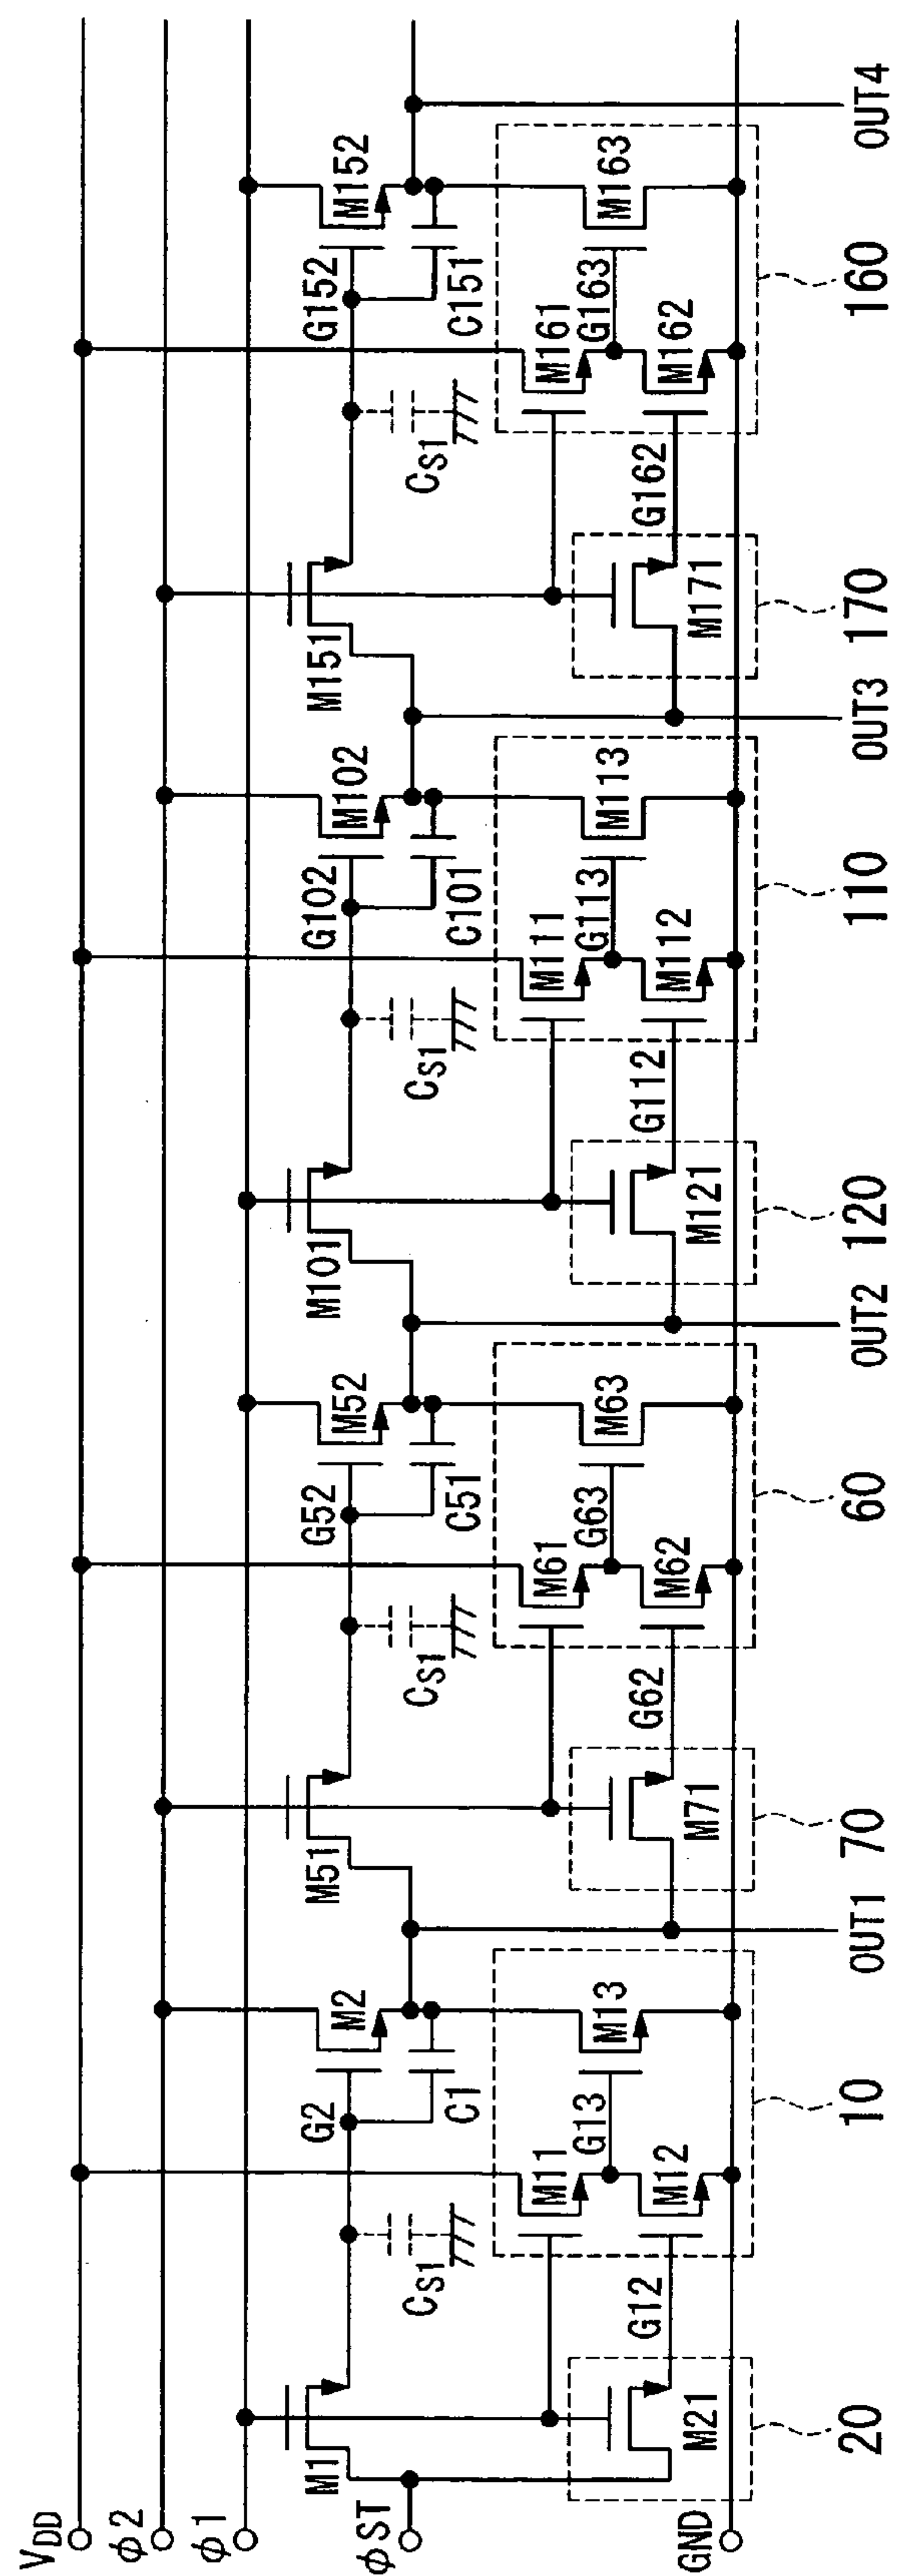 V_DD
φ2
φ1
φST
GND
M1
M21
20
G12
C_S1
G2
C1
M2
M11
G13
M12
M13
10
OUT1
M51
M71
70
G62
C_S1
G52
C51
M52
M61
G63
M62
M63
60
OUT2
M101
M121
120
G112
C_S1
G102
C101
M102
M111
G113
M112
M113
110
OUT3
M151
M171
170
G162
C_S1
G152
C151
M152
M161
G163
M162
M163
160
OUT4